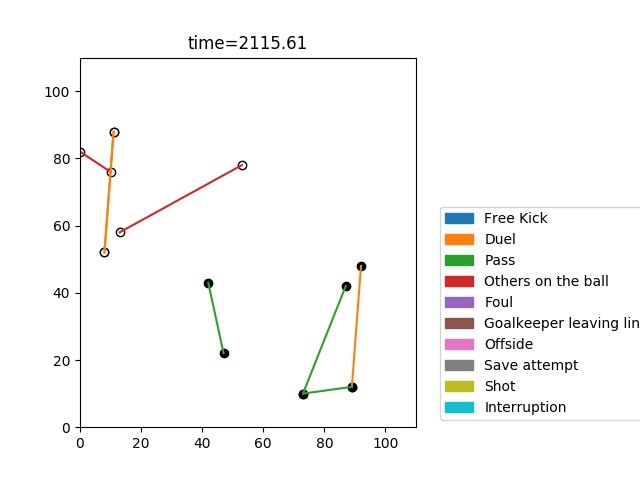 time=2115.61
100
80
60
40
20
0
0 20 40 60 80 100
Free Kick
Duel
Pass
Others on the ball
Foul
Goalkeeper leaving lin
Offside
Save attempt
Shot
Interruption